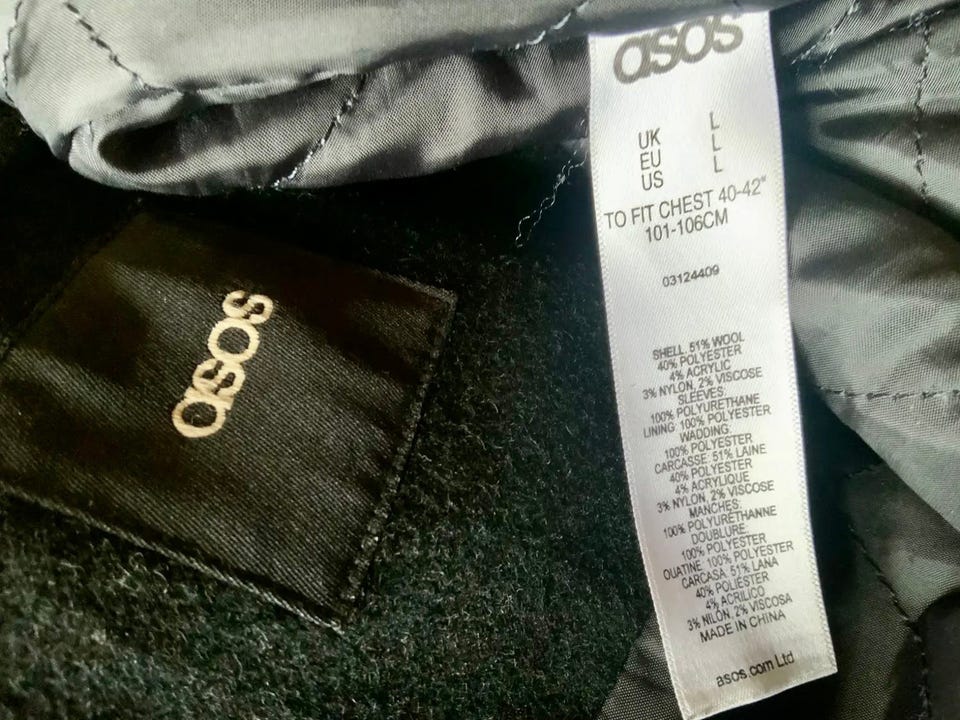 asos
asos
UK L
EU L
US L
TO FIT CHEST 40-42"
101-106CM
03124409
SHELL: 51% WOOL
40% POLYESTER
4% ACRYLIC
3% NYLON, 2% VISCOSE
SLEEVES:
100% POLYURETHANE
LINING: 100% POLYESTER
WADDING:
100% POLYESTER
CARCASSE: 51% LAINE
40% POLYESTER
4% ACRYLIQUE
3% NYLON, 2% VISCOSE
MANCHES:
100% POLYURÉTHANNE
DOUBLURE:
100% POLYESTER
OUATINE: 100% POLYESTER
CARCASA: 51% LANA
40% POLIÉSTER
4% ACRÍLICO
3% NILÓN, 2% VISCOSA
MADE IN CHINA
asos.com Ltd